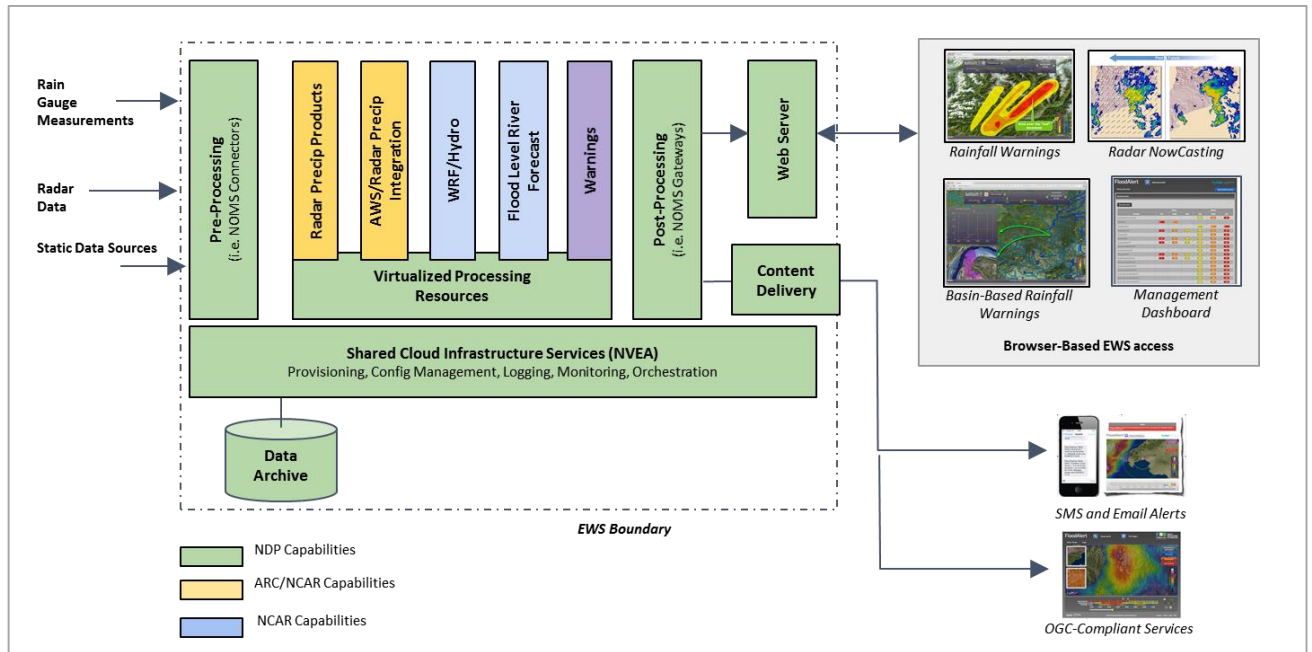 Rain
Gauge
Measurements
Radar
Data
Static Data Sources
Pre-Processing
(i.e. NOMS Connectors)
Radar Precip Products
AWS/Radar Precip
Integration
WRF/Hydro
Flood Level River
Forecast
Warnings
Virtualized Processing
Resources
Post-Processing
(i.e. NOMS Gateways)
Web Server
Content
Delivery
Shared Cloud Infrastructure Services (NVEA)
Provisioning, Config Management, Logging, Monitoring, Orchestration
Data
Archive
EWS Boundary
NDP Capabilities
ARC/NCAR Capabilities
NCAR Capabilities
Rainfall Warnings
Radar NowCasting
FloodAlert
Basin-Based Rainfall
Warnings
Management
Dashboard
Browser-Based EWS access
SMS and Email Alerts
FloodAlert
OGC-Compliant Services